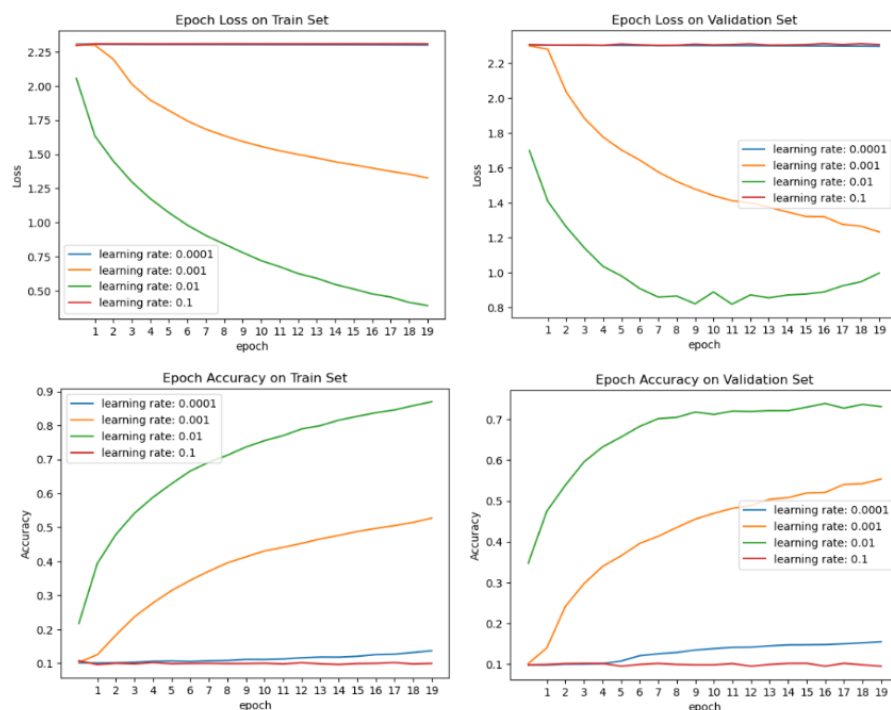 Epoch Loss on Train Set
2.25
2.00
1.75
1.50
1.25
1.00
0.75
0.50
Loss
learning rate: 0.0001
learning rate: 0.001
learning rate: 0.01
learning rate: 0.1
1 2 3 4 5 6 7 8 9 10 11 12 13 14 15 16 17 18 19
epoch
Epoch Loss on Validation Set
2.2
2.0
1.8
1.6
1.4
1.2
1.0
0.8
Loss
learning rate: 0.0001
learning rate: 0.001
learning rate: 0.01
learning rate: 0.1
1 2 3 4 5 6 7 8 9 10 11 12 13 14 15 16 17 18 19
epoch
Epoch Accuracy on Train Set
0.9
0.8
0.7
0.6
0.5
0.4
0.3
0.2
0.1
Accuracy
learning rate: 0.0001
learning rate: 0.001
learning rate: 0.01
learning rate: 0.1
1 2 3 4 5 6 7 8 9 10 11 12 13 14 15 16 17 18 19
epoch
Epoch Accuracy on Validation Set
0.7
0.6
0.5
0.4
0.3
0.2
0.1
Accuracy
learning rate: 0.0001
learning rate: 0.001
learning rate: 0.01
learning rate: 0.1
1 2 3 4 5 6 7 8 9 10 11 12 13 14 15 16 17 18 19
epoch